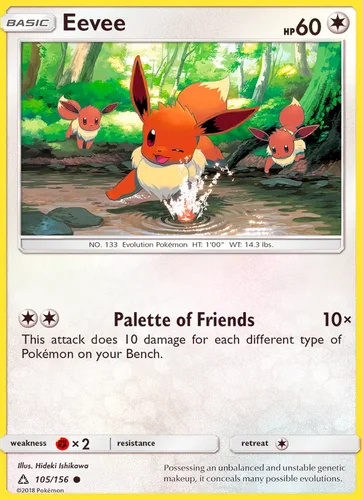 BASIC Eevee HP60
NO. 133 Evolution Pokémon HT: 1'00" WT: 14.3 lbs.
Palette of Friends 10×
This attack does 10 damage for each different type of
Pokémon on your Bench.
weakness × 2 resistance retreat
Illus. Hideki Ishikawa
105/156
©2018 Pokémon
Possessing an unbalanced and unstable genetic
makeup, it conceals many possible evolutions.